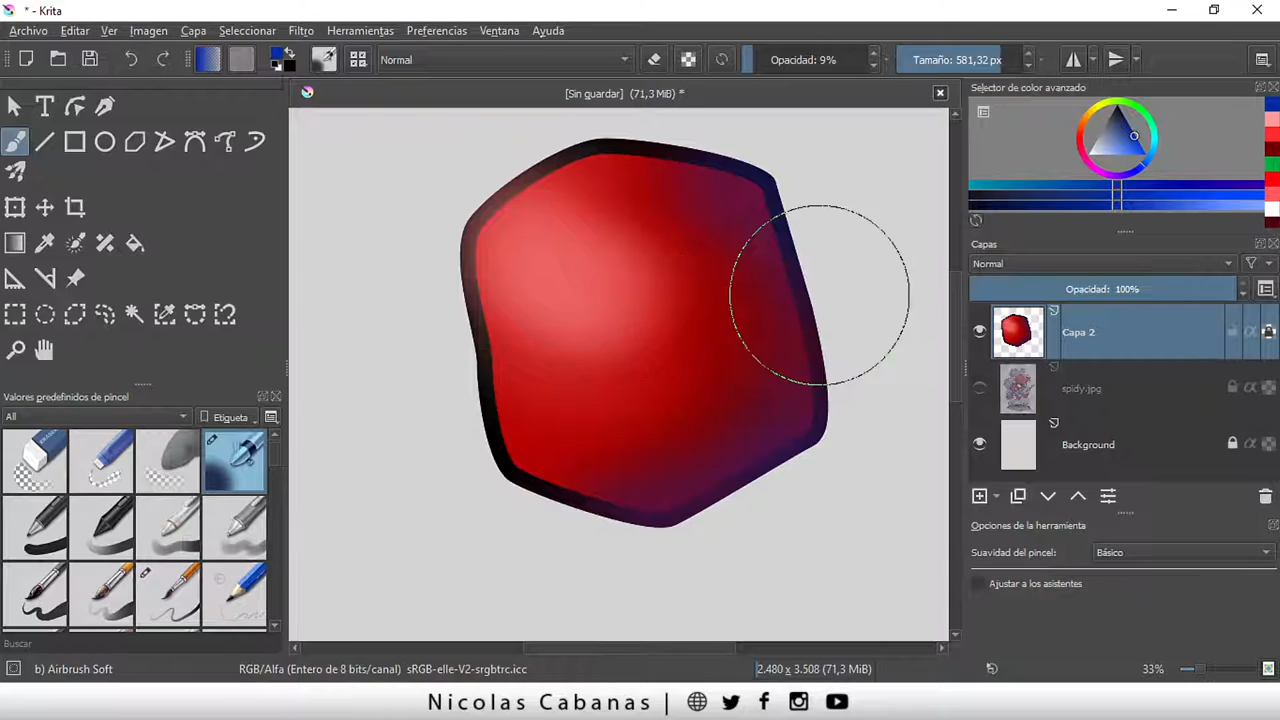 * - Krita
Archivo Editar Ver Imagen Capa Seleccionar Filtro Herramientas Preferencias Ventana Ayuda
Normal Opacidad: 9% Tamaño: 581,32 px
[Sin guardar] (71,3 MiB) *
Selector de color avanzado
Capas
Normal
Opacidad: 100%
Capa 2
spidy.jpg
Background
Opciones de la herramienta
Suavidad del pincel: Básico
Ajustar a los asistentes
Valores predefinidos de pincel
All Etiqueta
Buscar
b) Airbrush Soft RGB/Alfa (Entero de 8 bits/canal) sRGB-elle-V2-srgbtrc.icc 2.480 x 3.508 (71,3 MiB) 33%
Nicolas Cabanas |